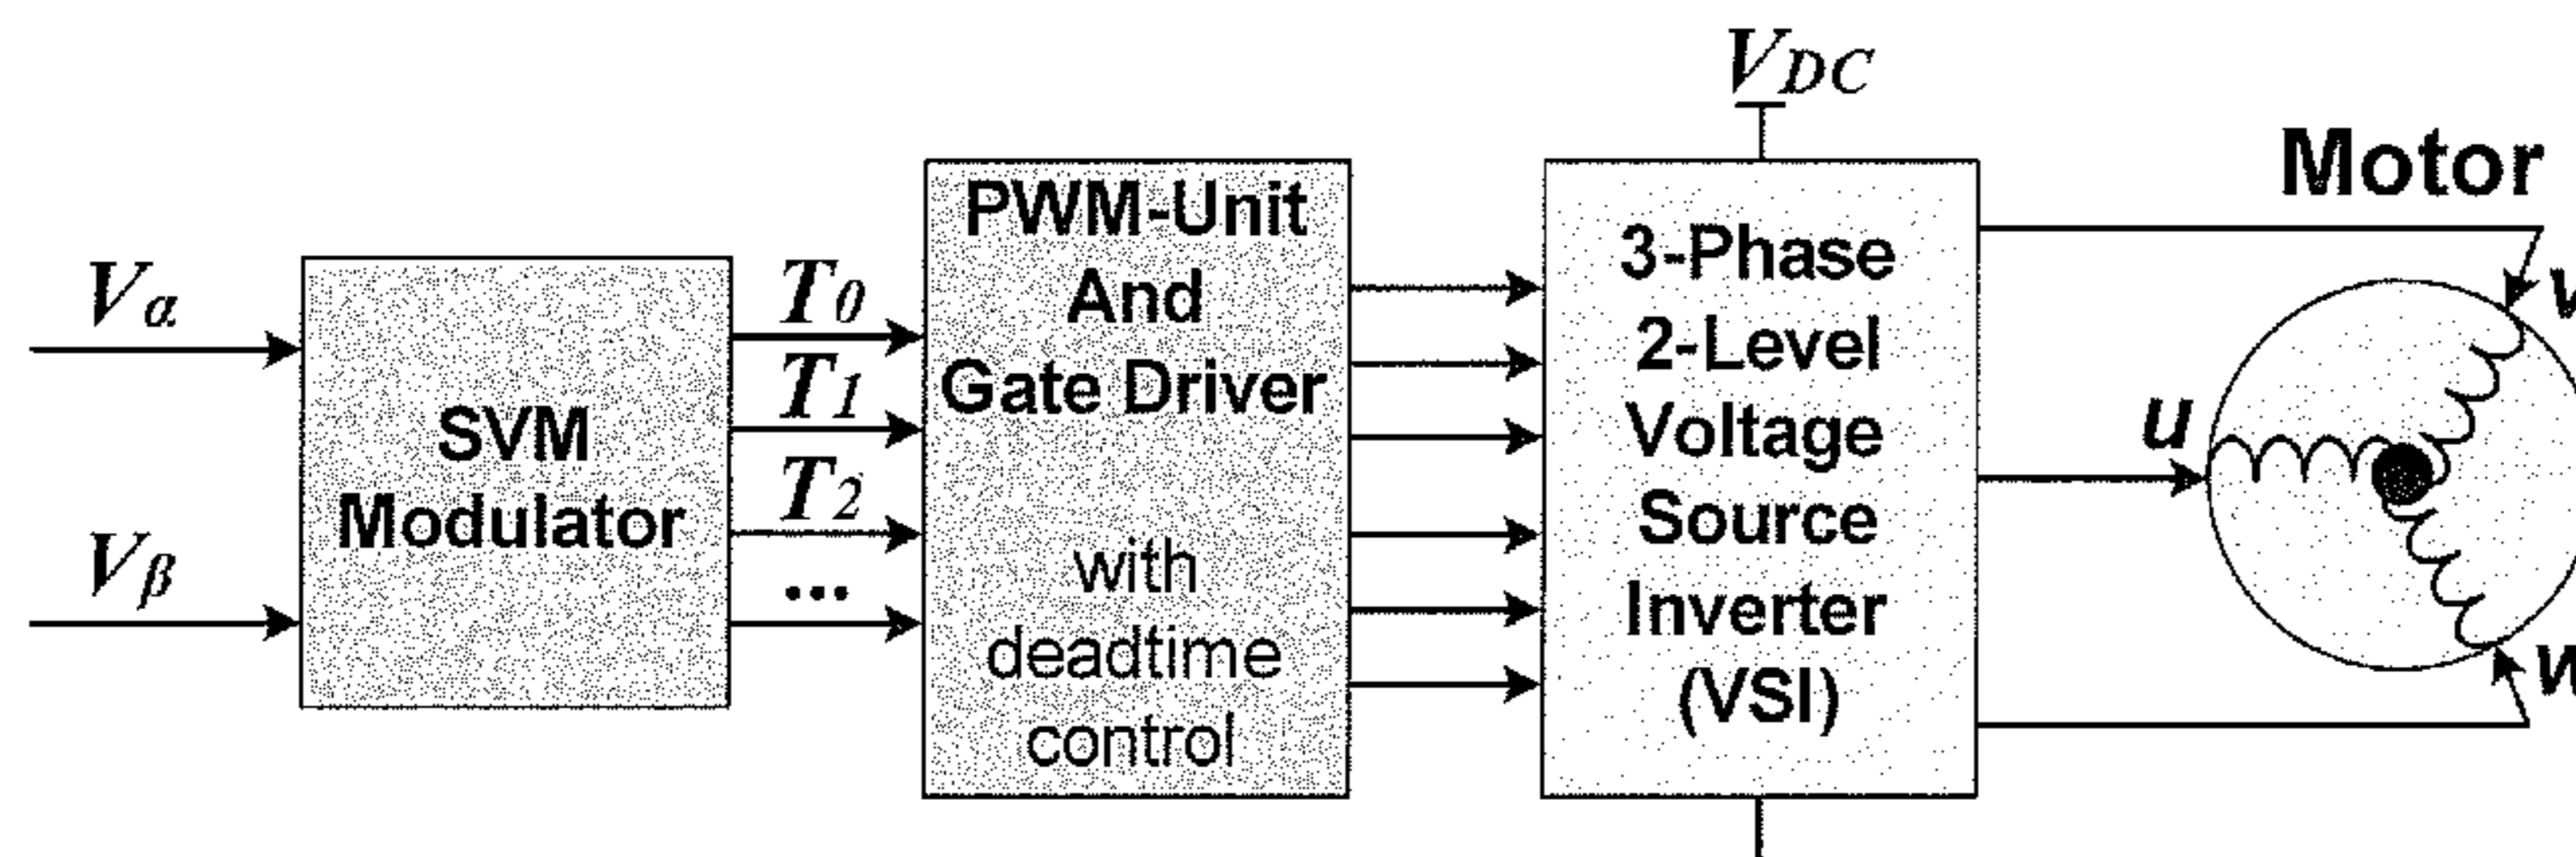 V_DC
Motor
V_α
V_β
SVM
Modulator
T_0
T_1
T_2
...
PWM-Unit
And
Gate Driver
with
deadtime
control
3-Phase
2-Level
Voltage
Source
Inverter
(VSI)
u